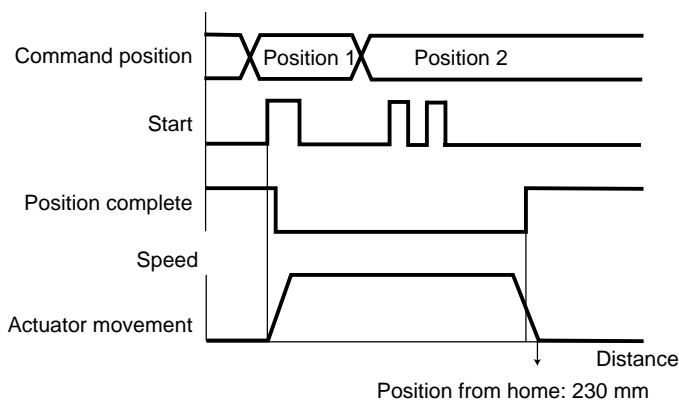 Command position
Position 1
Position 2
Start
Position complete
Speed
Actuator movement
Distance
Position from home: 230 mm